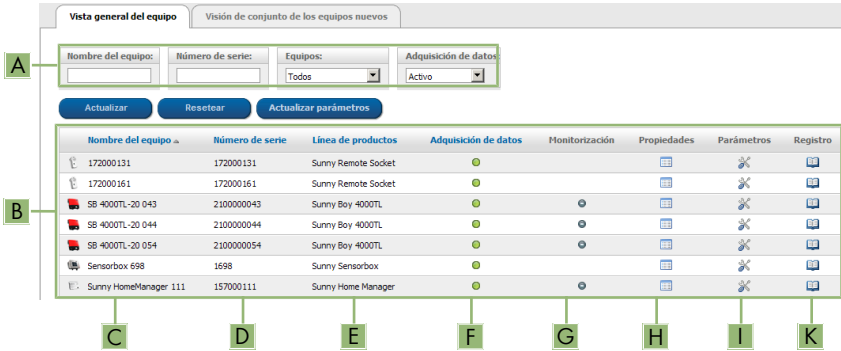 Vista general del equipo Visión de conjunto de los equipos nuevos
A
Nombre del equipo: Número de serie: Equipos: Adquisición de datos:
Todos Activo
Actualizar Resetear Actualizar parámetros
B
Nombre del equipo Número de serie Línea de productos Adquisición de datos Monitorización Propiedades Parámetros Registro
172000131 172000131 Sunny Remote Socket
172000161 172000161 Sunny Remote Socket
SB 4000TL-20 043 2100000043 Sunny Boy 4000TL
SB 4000TL-20 044 2100000044 Sunny Boy 4000TL
SB 4000TL-20 054 2100000054 Sunny Boy 4000TL
Sensorbox 698 1698 Sunny Sensorbox
Sunny HomeManager 111 157000111 Sunny Home Manager
C D E F G H I K